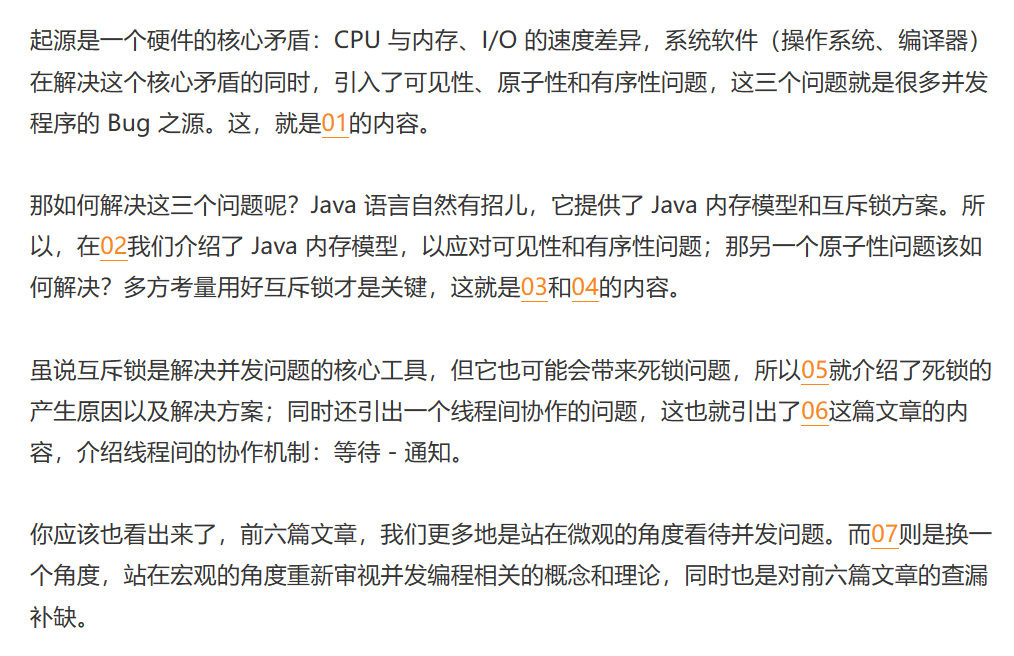 起源是一个硬件的核心矛盾：CPU 与内存、I/O 的速度差异，系统软件（操作系统、编译器）
在解决这个核心矛盾的同时，引入了可见性、原子性和有序性问题，这三个问题就是很多并发
程序的 Bug 之源。这，就是01的内容。
那如何解决这三个问题呢？Java 语言自然有招儿，它提供了 Java 内存模型和互斥锁方案。所
以，在02我们介绍了 Java 内存模型，以应对可见性和有序性问题；那另一个原子性问题该如
何解决？多方考量用好互斥锁才是关键，这就是03和04的内容。
虽说互斥锁是解决并发问题的核心工具，但它也可能会带来死锁问题，所以05就介绍了死锁的
产生原因以及解决方案；同时还引出一个线程间协作的问题，这也就引出了06这篇文章的内
容，介绍线程间的协作机制：等待 - 通知。
你应该也看出来了，前六篇文章，我们更多地是站在微观的角度看待并发问题。而07则是换一
个角度，站在宏观的角度重新审视并发编程相关的概念和理论，同时也是对前六篇文章的查漏
补缺。